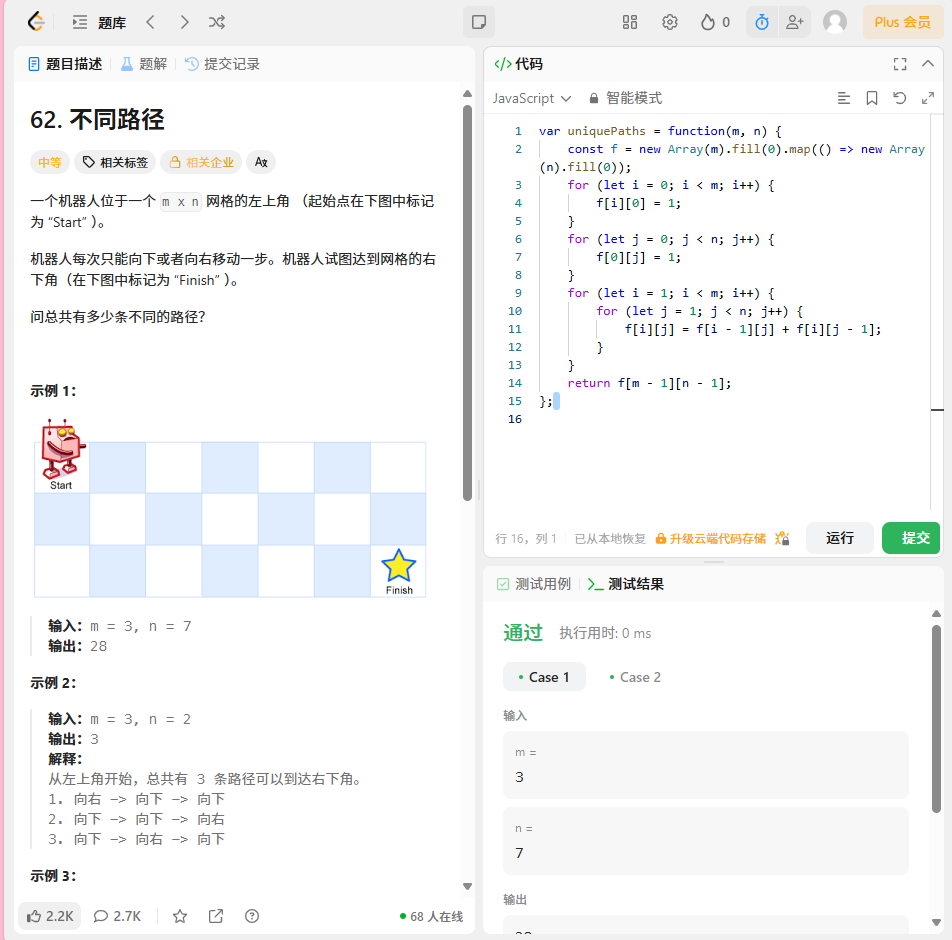 题库
0
Plus 会员
题目描述
题解
提交记录
62. 不同路径
中等
相关标签
相关企业
Ax
一个机器人位于一个 m x n 网格的左上角 （起始点在下图中标记
为 “Start” ）。
机器人每次只能向下或者向右移动一步。机器人试图达到网格的右
下角（在下图中标记为 “Finish” ）。
问总共有多少条不同的路径？
示例 1：
Start
Finish
输入：m = 3, n = 7
输出：28
示例 2：
输入：m = 3, n = 2
输出：3
解释：
从左上角开始，总共有 3 条路径可以到达右下角。
1. 向右 -> 向下 -> 向下
2. 向下 -> 向下 -> 向右
3. 向下 -> 向右 -> 向下
示例 3：
2.2K
2.7K
68 人在线
</> 代码
JavaScript
智能模式
1 var uniquePaths = function(m, n) {
2 const f = new Array(m).fill(0).map(() => new Array
(n).fill(0));
3 for (let i = 0; i < m; i++) {
4 f[i][0] = 1;
5 }
6 for (let j = 0; j < n; j++) {
7 f[0][j] = 1;
8 }
9 for (let i = 1; i < m; i++) {
10 for (let j = 1; j < n; j++) {
11 f[i][j] = f[i - 1][j] + f[i][j - 1];
12 }
13 }
14 return f[m - 1][n - 1];
15 };
16
行 16，列 1
已从本地恢复
升级云端代码存储
运行
提交
测试用例
测试结果
通过
执行用时: 0 ms
Case 1
Case 2
输入
m =
3
n =
7
输出
28